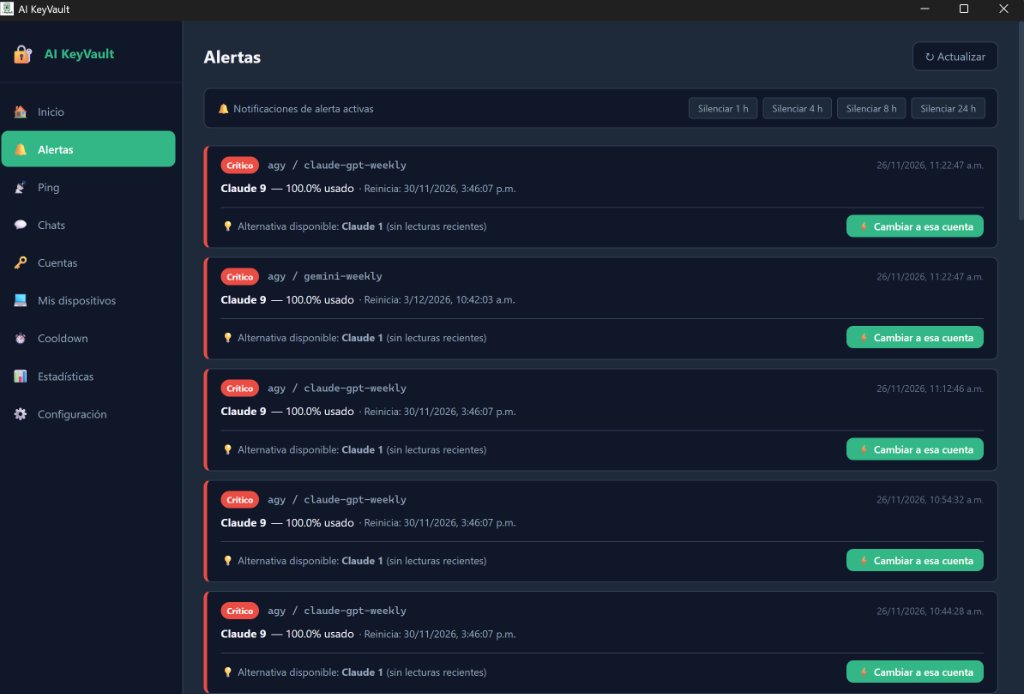 AI KeyVault
AI KeyVault
Inicio
Alertas
Ping
Chats
Cuentas
Mis dispositivos
Cooldown
Estadísticas
Configuración
Alertas
↻ Actualizar
Notificaciones de alerta activas
Silenciar 1 h
Silenciar 4 h
Silenciar 8 h
Silenciar 24 h
Crítico agy / claude-gpt-weekly 26/11/2026, 11:22:47 a.m.
Claude 9 — 100.0% usado · Reinicia: 30/11/2026, 3:46:07 p.m.
Alternativa disponible: Claude 1 (sin lecturas recientes) Cambiar a esa cuenta
Crítico agy / gemini-weekly 26/11/2026, 11:22:47 a.m.
Claude 9 — 100.0% usado · Reinicia: 3/12/2026, 10:42:03 a.m.
Alternativa disponible: Claude 1 (sin lecturas recientes) Cambiar a esa cuenta
Crítico agy / claude-gpt-weekly 26/11/2026, 11:12:46 a.m.
Claude 9 — 100.0% usado · Reinicia: 30/11/2026, 3:46:07 p.m.
Alternativa disponible: Claude 1 (sin lecturas recientes) Cambiar a esa cuenta
Crítico agy / claude-gpt-weekly 26/11/2026, 10:54:32 a.m.
Claude 9 — 100.0% usado · Reinicia: 30/11/2026, 3:46:07 p.m.
Alternativa disponible: Claude 1 (sin lecturas recientes) Cambiar a esa cuenta
Crítico agy / claude-gpt-weekly 26/11/2026, 10:44:28 a.m.
Claude 9 — 100.0% usado · Reinicia: 30/11/2026, 3:46:07 p.m.
Alternativa disponible: Claude 1 (sin lecturas recientes) Cambiar a esa cuenta